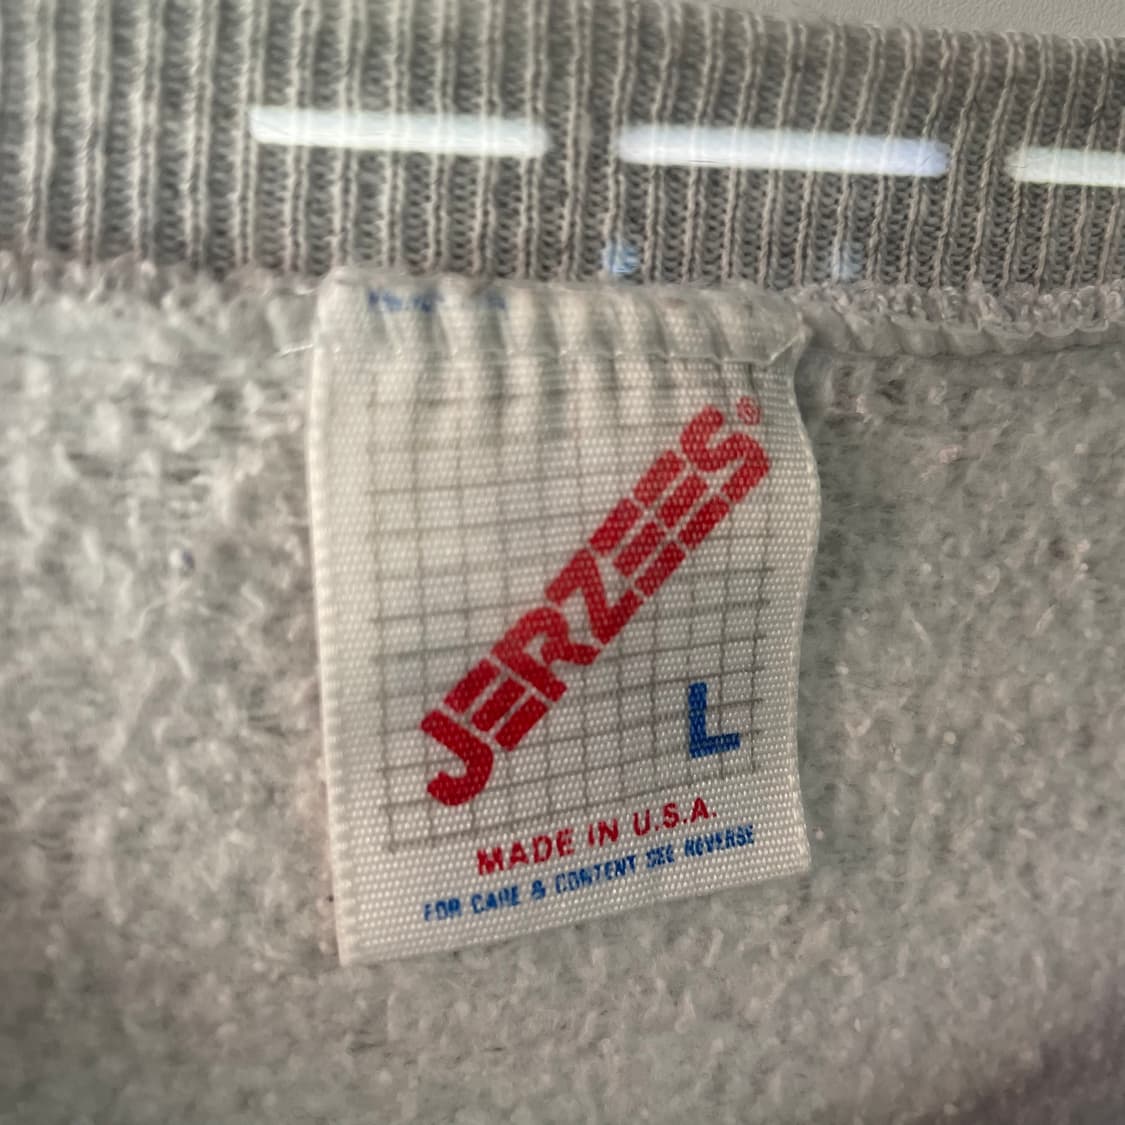 JERZEES®
L
MADE IN U.S.A.
FOR CARE & CONTENT SEE REVERSE